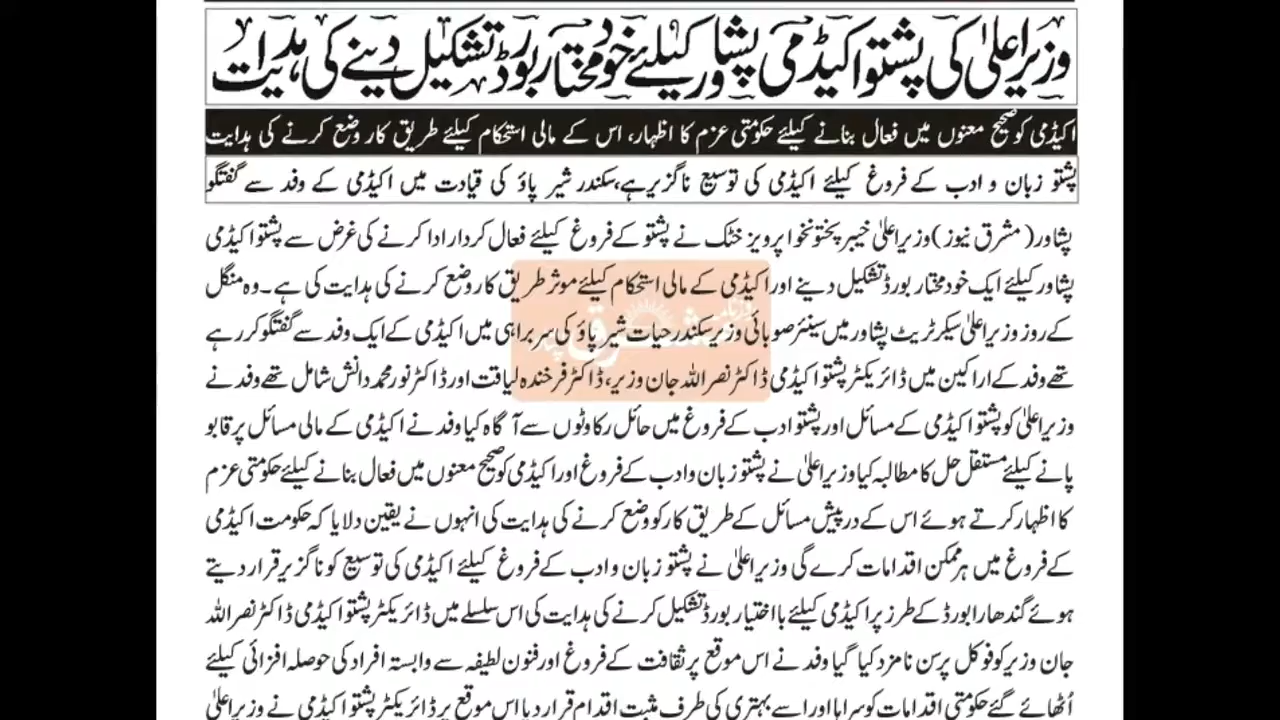 وزیراعلیٰ کی پشتو اکیڈمی پشاور کیلئے خود مختار بورڈ تشکیل دینے کی ہدایت
اکیڈمی کو صحیح معنوں میں فعال بنانے کیلئے حکومتی عزم کا اظہار، اس کے مالی استحکام کیلئے طریق کار وضع کرنے کی ہدایت
پشتو زبان و ادب کے فروغ کیلئے اکیڈمی کی توسیع ناگزیر ہے، سکندر شیر پاؤ کی قیادت میں اکیڈمی کے وفد سے گفتگو
پشاور (مشرق نیوز) وزیراعلیٰ خیبر پختونخوا پرویز خٹک نے پشتو کے فروغ کیلئے فعال کردار ادا کرنے کی غرض سے پشتو اکیڈمی
پشاور کیلئے ایک خود مختار بورڈ تشکیل دینے اور اکیڈمی کے مالی استحکام کیلئے موثر طریق کار وضع کرنے کی ہدایت کی ہے۔ وہ منگل
کے روز وزیراعلیٰ سیکرٹریٹ پشاور میں سینئر صوبائی وزیر سکندر حیات شیر پاؤ کی سربراہی میں اکیڈمی کے ایک وفد سے گفتگو کر رہے
تھے وفد کے اراکین میں ڈائریکٹر پشتو اکیڈمی ڈاکٹر نصر اللہ جان وزیر، ڈاکٹر فرخندہ لیاقت اور ڈاکٹر نور محمد دانش شامل تھے وفد نے
وزیراعلیٰ کو پشتو اکیڈمی کے مسائل اور پشتو ادب کے فروغ میں حائل رکاوٹوں سے آگاہ کیا وفد نے اکیڈمی کے مالی مسائل پر قابو
پانے کیلئے مستقل حل کا مطالبہ کیا وزیراعلیٰ نے پشتو زبان و ادب کے فروغ اور اکیڈمی کو صحیح معنوں میں فعال بنانے کیلئے حکومتی عزم
کا اظہار کرتے ہوئے اس کے درپیش مسائل کے طریق کار کو وضع کرنے کی ہدایت کی انہوں نے یقین دلایا کہ حکومت اکیڈمی
کے فروغ میں ہر ممکن اقدامات کرے گی وزیراعلیٰ نے پشتو زبان و ادب کے فروغ کیلئے اکیڈمی کی توسیع کو ناگزیر قرار دیتے
ہوئے گندھارا بورڈ کے طرز پر اکیڈمی کیلئے بااختیار بورڈ تشکیل کرنے کی ہدایت کی اس سلسلے میں ڈائریکٹر پشتو اکیڈمی ڈاکٹر نصر اللہ
جان وزیر کو فوکل پرسن نامزد کیا گیا وفد نے اس موقع پر ثقافت کے فروغ اور فنون لطیفہ سے وابستہ افراد کی حوصلہ افزائی کیلئے
اُٹھائے گئے حکومتی اقدامات کو سراہا اور اسے بہتری کی طرف مثبت اقدام قرار دیا اس موقع پر ڈائریکٹر پشتو اکیڈمی نے وزیراعلیٰ